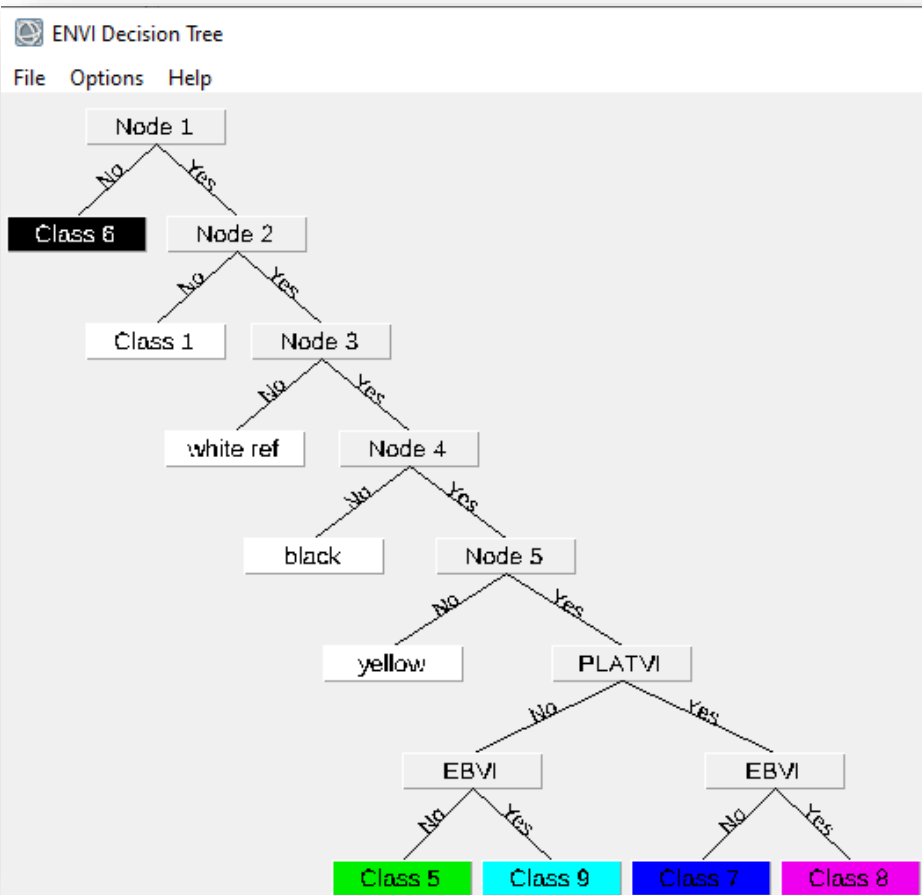 ENVI Decision Tree
File Options Help
Node 1
No Yes
Class 6 Node 2
No Yes
Class 1 Node 3
No Yes
white ref Node 4
No Yes
black Node 5
No Yes
yellow PLATVI
No Yes
EBVI EBVI
No Yes No Yes
Class 5 Class 9 Class 7 Class 8